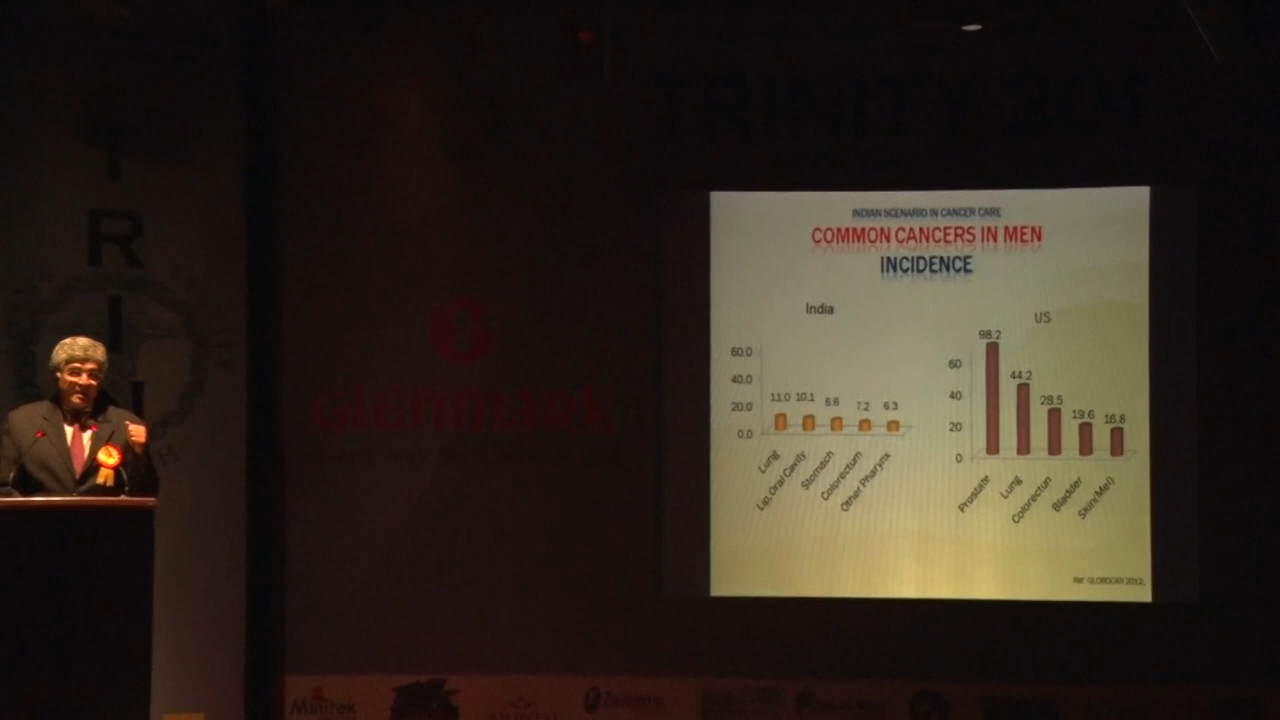 T
R
I
INDIAN SCENARIO IN CANCER CARE
COMMON CANCERS IN MEN
INCIDENCE
India
60.0
40.0
20.0
0.0
11.0 10.1 8.6 7.2 6.3
Lung
Lip, Oral Cavity
Stomach
Colorectum
Other Pharynx
US
60
40
20
0
98.2
44.2
28.5
19.6
16.8
Prostate
Lung
Colorectun
Bladder
Skin(Mel)
Ref. GLOBOCAN 2012,
Glenmark
Minitek